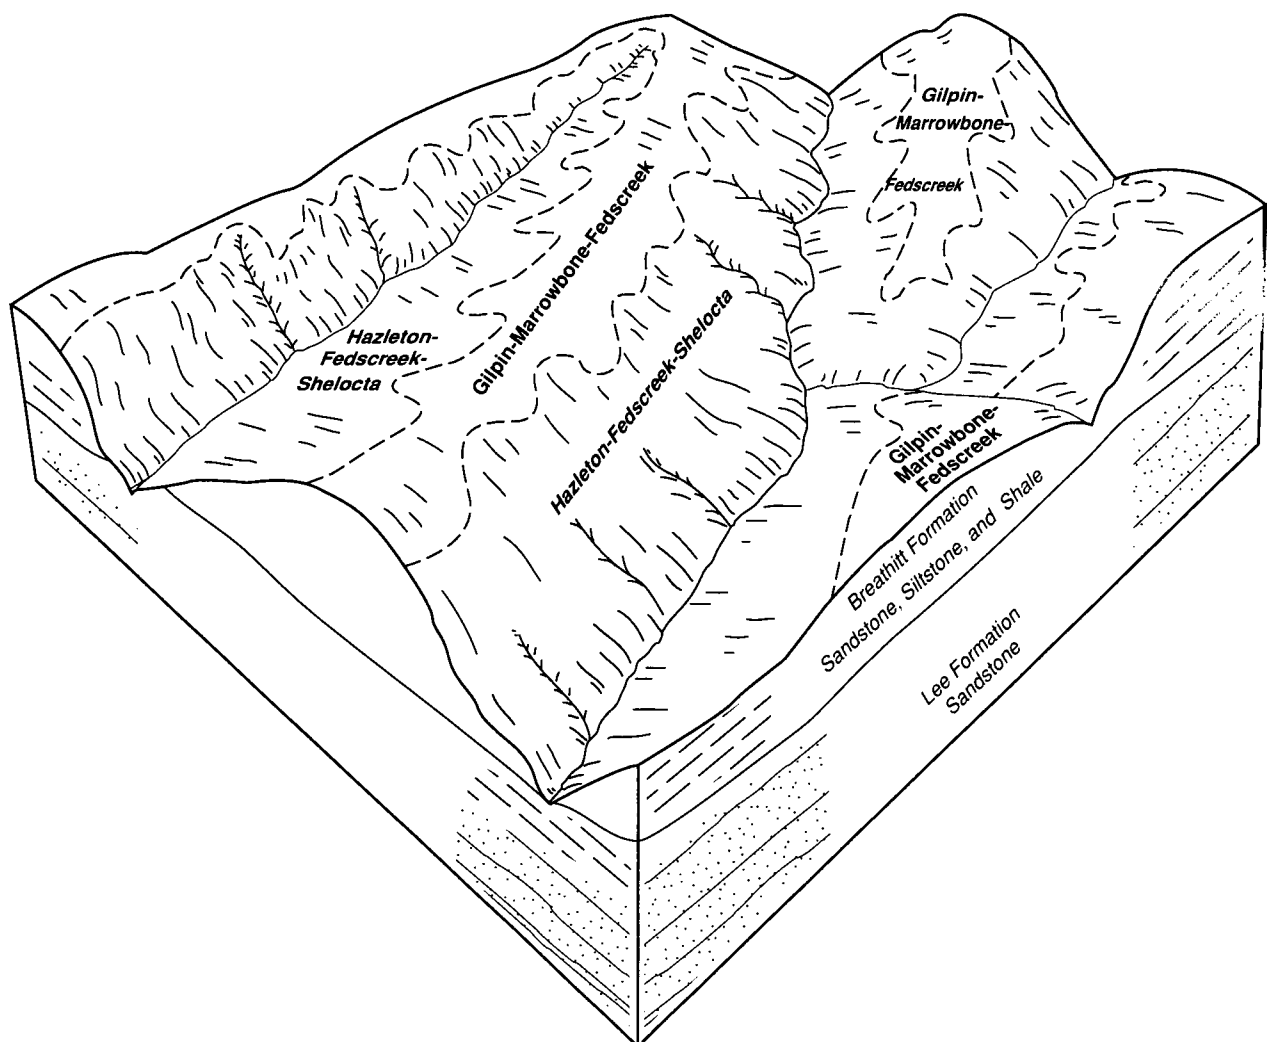 Gilpin-
Marrowbone-
Fedscreek
Gilpin-Marrowbone-Fedscreek
Hazleton-
Fedscreek-
Shelocta
Hazleton-Fedscreek-Shelocta
Gilpin-
Marrowbone-
Fedscreek
Breathitt Formation
Sandstone, Siltstone, and Shale
Lee Formation
Sandstone